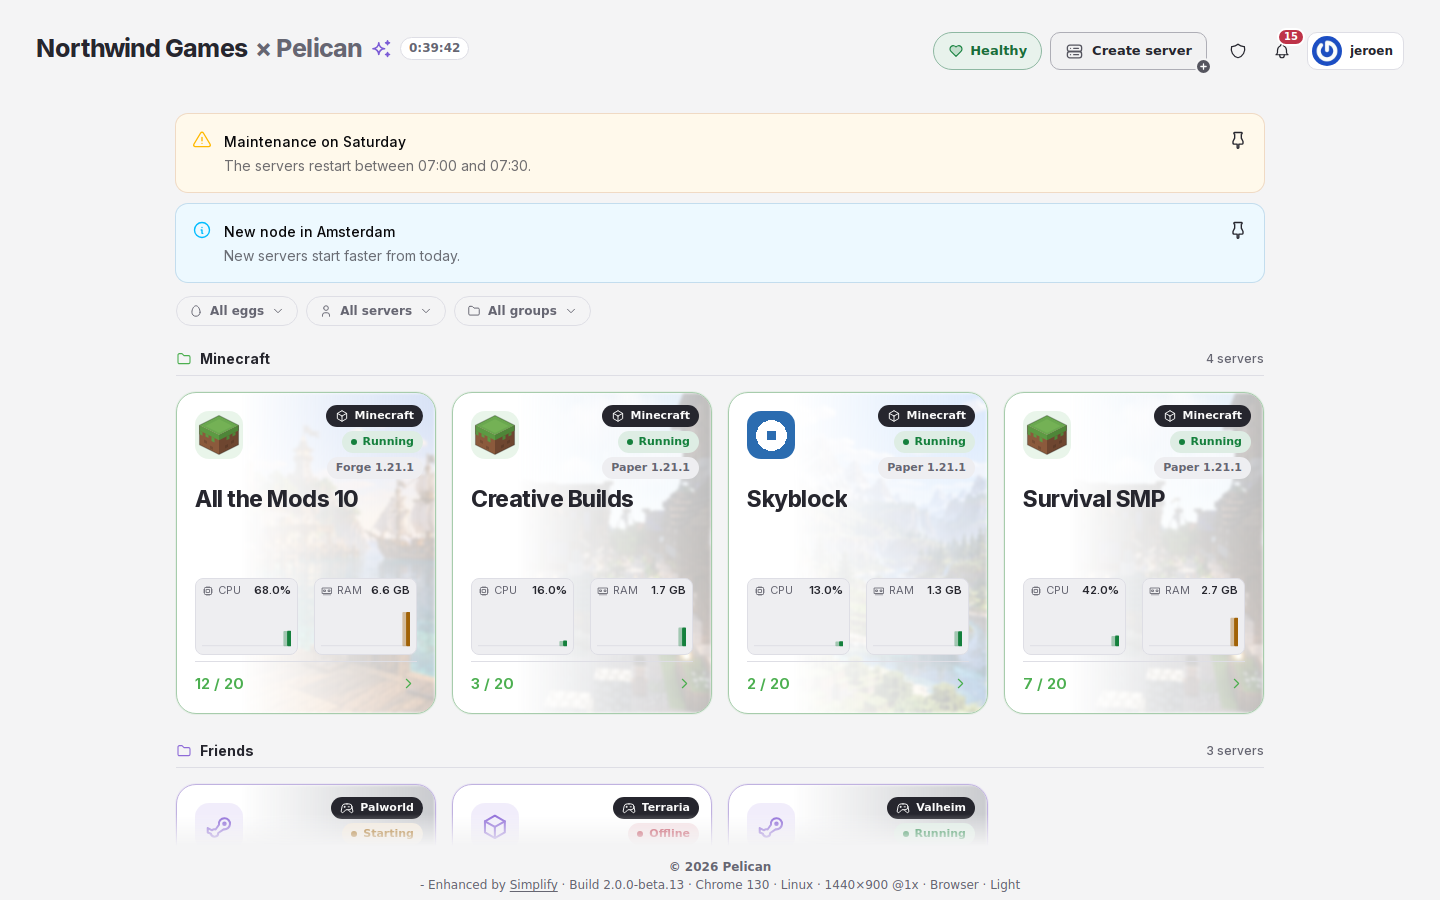 Northwind Games × Pelican 0:39:42
Healthy
Create server
15
jeroen
Maintenance on Saturday
The servers restart between 07:00 and 07:30.
New node in Amsterdam
New servers start faster from today.
All eggs All servers All groups
Minecraft 4 servers
Minecraft
Running
Forge 1.21.1
All the Mods 10
CPU 68.0% RAM 6.6 GB
12 / 20
Minecraft
Running
Paper 1.21.1
Creative Builds
CPU 16.0% RAM 1.7 GB
3 / 20
Minecraft
Running
Paper 1.21.1
Skyblock
CPU 13.0% RAM 1.3 GB
2 / 20
Minecraft
Running
Paper 1.21.1
Survival SMP
CPU 42.0% RAM 2.7 GB
7 / 20
Friends 3 servers
Palworld
Starting
Terraria
Offline
Valheim
Running
© 2026 Pelican
- Enhanced by Simplify · Build 2.0.0-beta.13 · Chrome 130 · Linux · 1440×900 @1x · Browser · Light